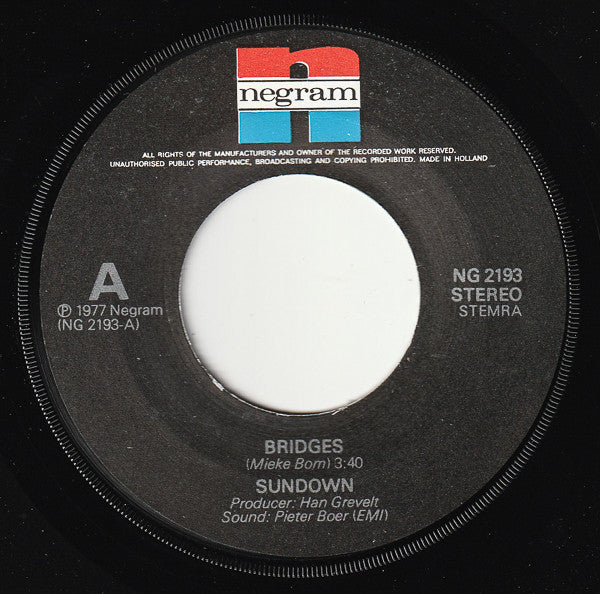 negram
ALL RIGHTS OF THE MANUFACTURERS AND OWNER OF THE RECORDED WORK RESERVED.
UNAUTHORISED PUBLIC PERFORMANCE, BROADCASTING AND COPYING PROHIBITED. MADE IN HOLLAND
A
℗ 1977 Negram
(NG 2193-A)
NG 2193
STEREO
STEMRA
BRIDGES
(Mieke Bom) 3:40
SUNDOWN
Producer: Han Grevelt
Sound: Pieter Boer (EMI)